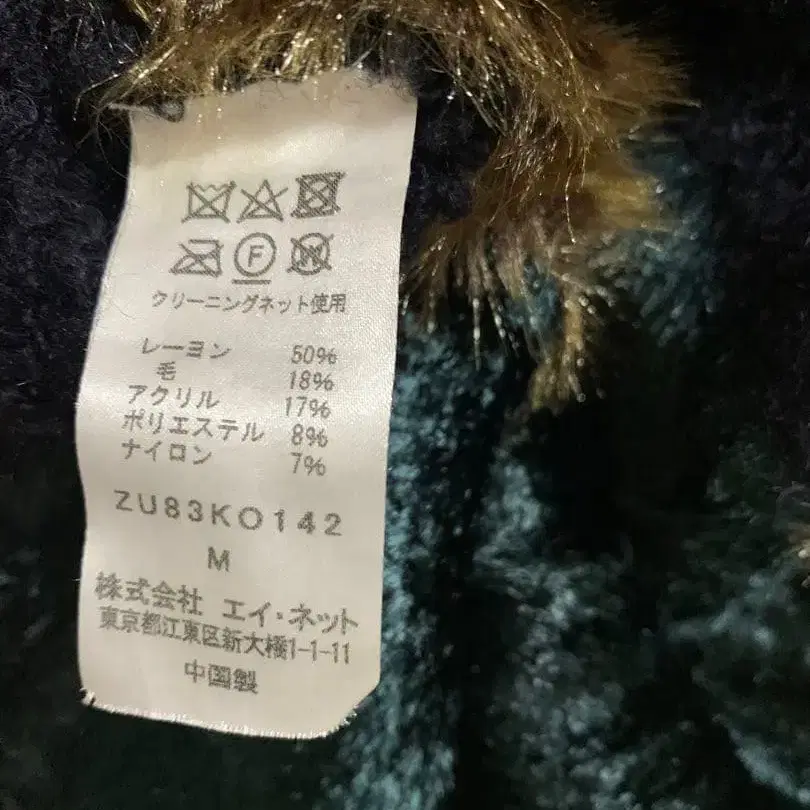 F W
クリーニングネット使用
レーヨン 50%
毛 18%
アクリル 17%
ポリエステル 8%
ナイロン 7%
ZU83KO142
M
株式会社 エイ・ネット
東京都江東区新大橋1-1-11
中国製